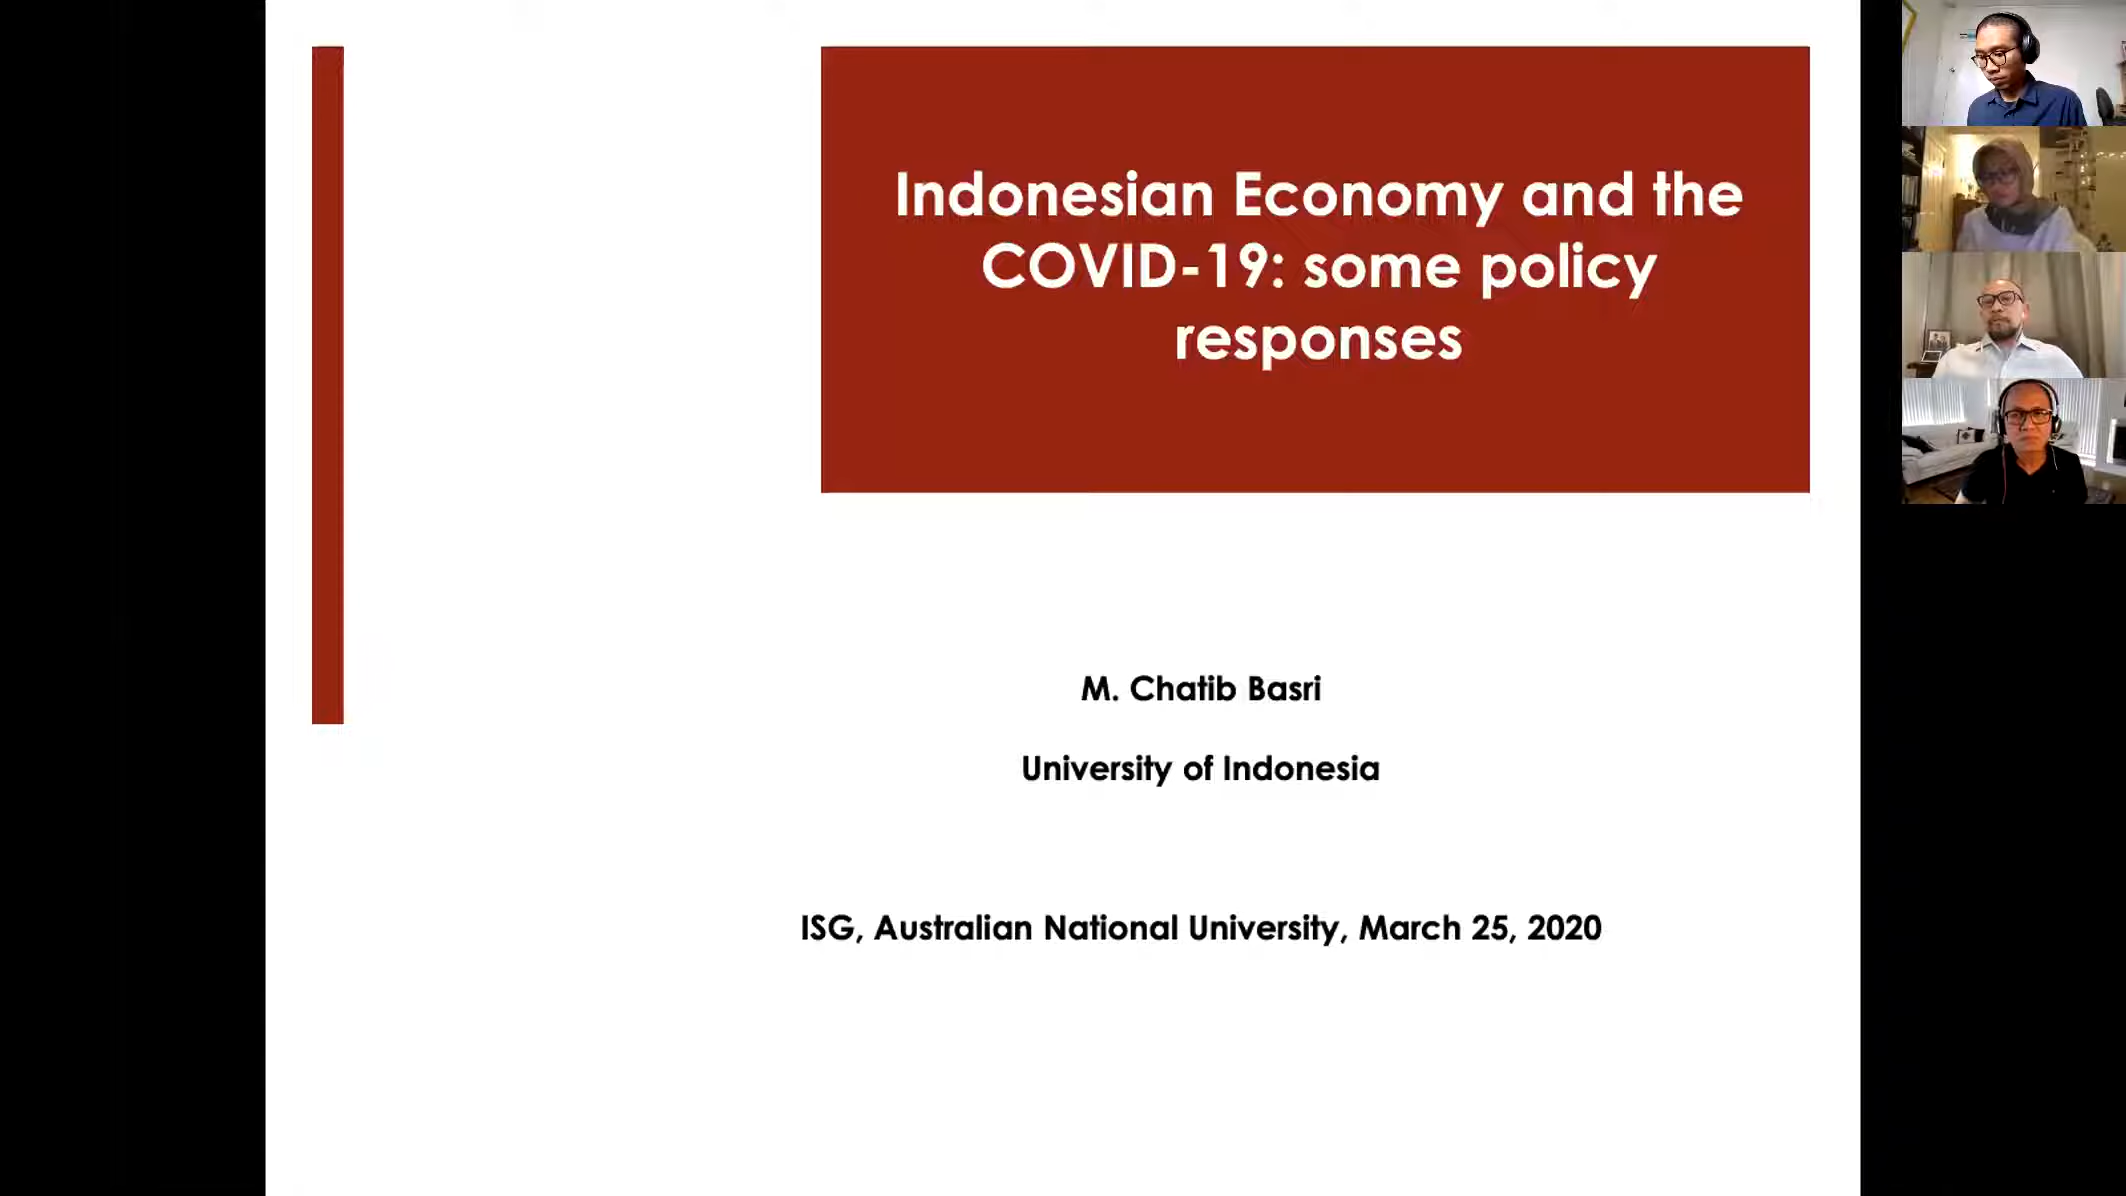 Indonesian Economy and the
COVID-19: some policy
responses
M. Chatib Basri
University of Indonesia
ISG, Australian National University, March 25, 2020